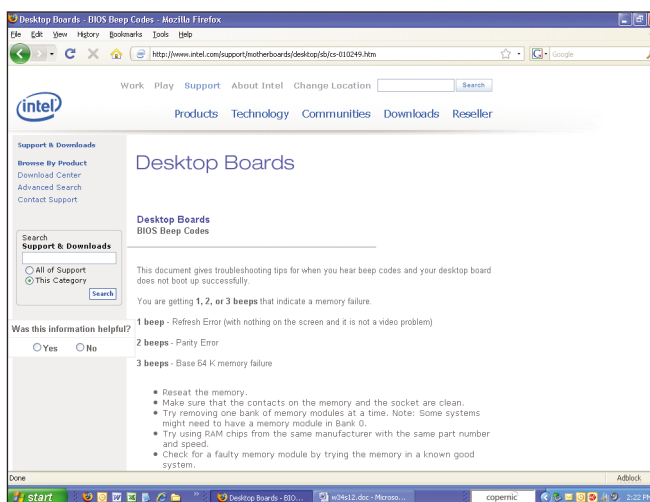 Desktop Boards - BIOS Beep Codes - Mozilla Firefox
File Edit View History Bookmarks Tools Help
http://www.intel.com/support/motherboards/desktop/sb/cs-010249.htm
Google
Work Play Support About Intel Change Location Search
intel
Products Technology Communities Downloads Reseller
Support & Downloads
Browse By Product
Download Center
Advanced Search
Contact Support
Search
Support & Downloads
All of Support
This Category
Search
Was this information helpful?
Yes No
Desktop Boards
Desktop Boards
BIOS Beep Codes
This document gives troubleshooting tips for when you hear beep codes and your desktop board
does not boot up successfully.
You are getting 1, 2, or 3 beeps that indicate a memory failure.
1 beep - Refresh Error (with nothing on the screen and it is not a video problem)
2 beeps - Parity Error
3 beeps - Base 64 K memory failure
Reseat the memory.
Make sure that the contacts on the memory and the socket are clean.
Try removing one bank of memory modules at a time. Note: Some systems
might need to have a memory module in Bank 0.
Try using RAM chips from the same manufacturer with the same part number
and speed.
Check for a faulty memory module by trying the memory in a known good
system.
Done
Adblock
start
Desktop Boards - BIO...
w34s12.doc - Microso...
copernic
2:22 PM